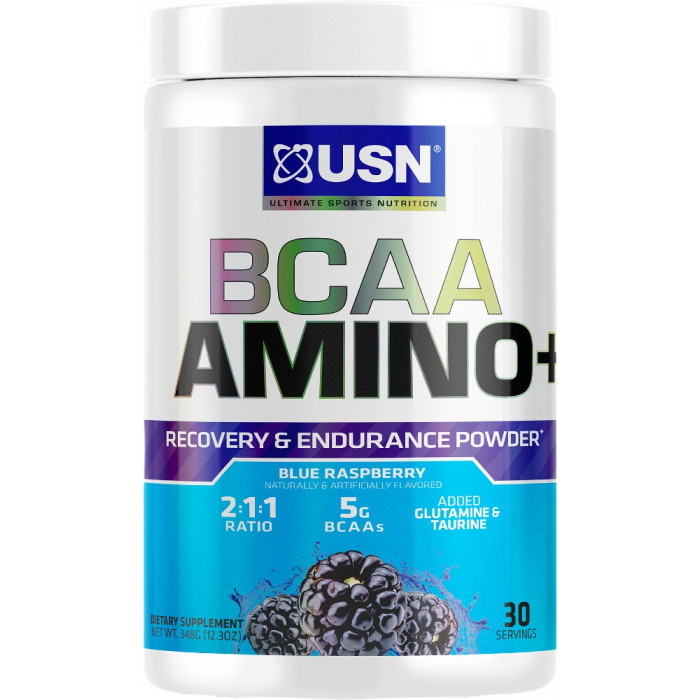 USN®
ULTIMATE SPORTS NUTRITION
BCAA
AMINO+
RECOVERY & ENDURANCE POWDER*
BLUE RASPBERRY
NATURALLY & ARTIFICIALLY FLAVORED
2:1:1
RATIO
5G
BCAAs
ADDED
GLUTAMINE &
TAURINE
DIETARY SUPPLEMENT
NET WT. 348G (12.3OZ)
30
SERVINGS